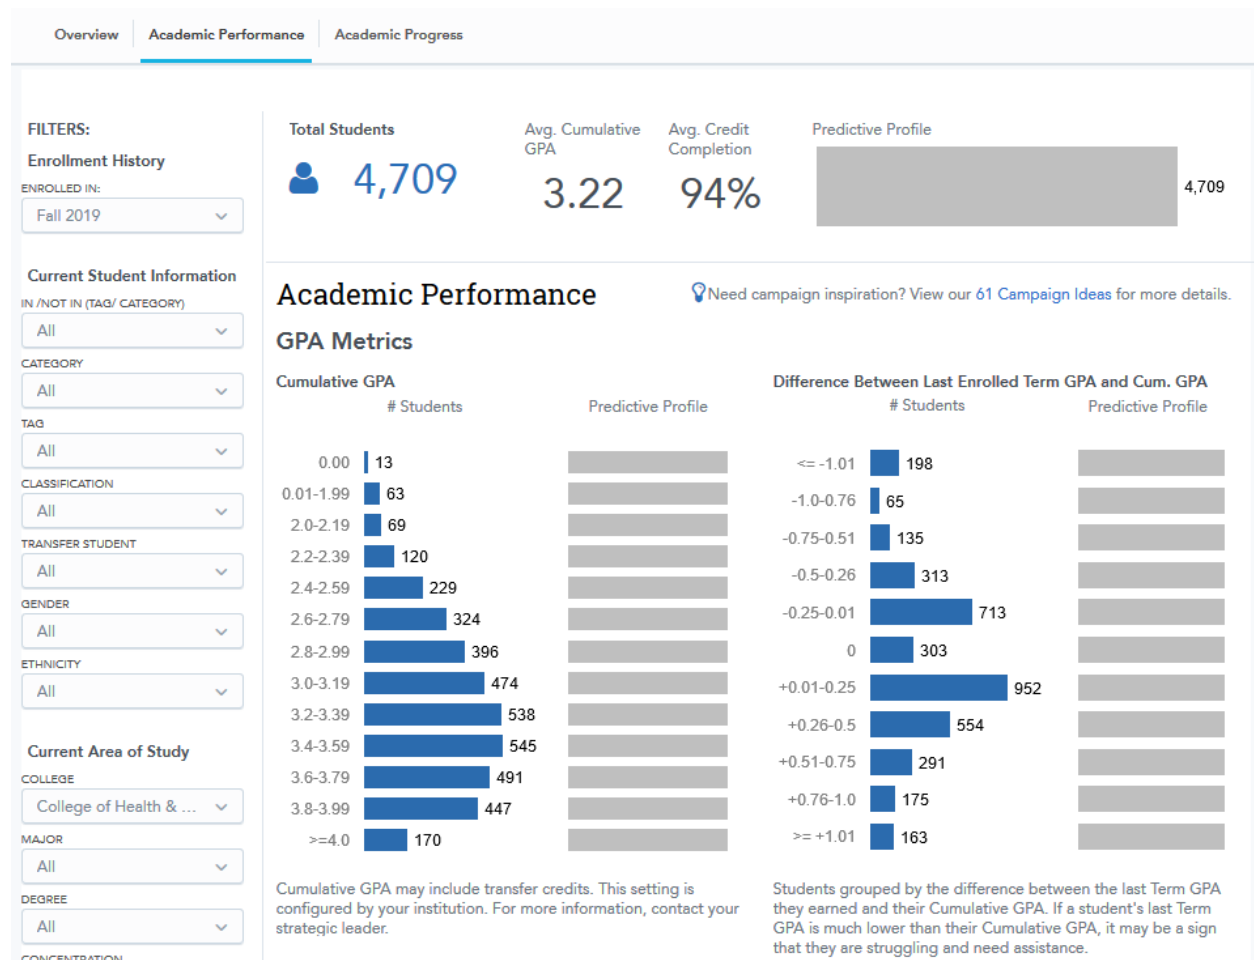 Overview Academic Performance Academic Progress
FILTERS:
Enrollment History
ENROLLED IN:
Fall 2019
Current Student Information
IN /NOT IN (TAG/ CATEGORY)
All
CATEGORY
All
TAG
All
CLASSIFICATION
All
TRANSFER STUDENT
All
GENDER
All
ETHNICITY
All
Current Area of Study
COLLEGE
College of Health & ...
MAJOR
All
DEGREE
All
CONCENTRATION
Total Students
4,709
Avg. Cumulative
GPA
3.22
Avg. Credit
Completion
94%
Predictive Profile
4,709
Academic Performance
Need campaign inspiration? View our 61 Campaign Ideas for more details.
GPA Metrics
Cumulative GPA
# Students Predictive Profile
0.00 13
0.01-1.99 63
2.0-2.19 69
2.2-2.39 120
2.4-2.59 229
2.6-2.79 324
2.8-2.99 396
3.0-3.19 474
3.2-3.39 538
3.4-3.59 545
3.6-3.79 491
3.8-3.99 447
>=4.0 170
Cumulative GPA may include transfer credits. This setting is
configured by your institution. For more information, contact your
strategic leader.
Difference Between Last Enrolled Term GPA and Cum. GPA
# Students Predictive Profile
<= -1.01 198
-1.0-0.76 65
-0.75-0.51 135
-0.5-0.26 313
-0.25-0.01 713
0 303
+0.01-0.25 952
+0.26-0.5 554
+0.51-0.75 291
+0.76-1.0 175
>= +1.01 163
Students grouped by the difference between the last Term GPA
they earned and their Cumulative GPA. If a student's last Term
GPA is much lower than their Cumulative GPA, it may be a sign
that they are struggling and need assistance.